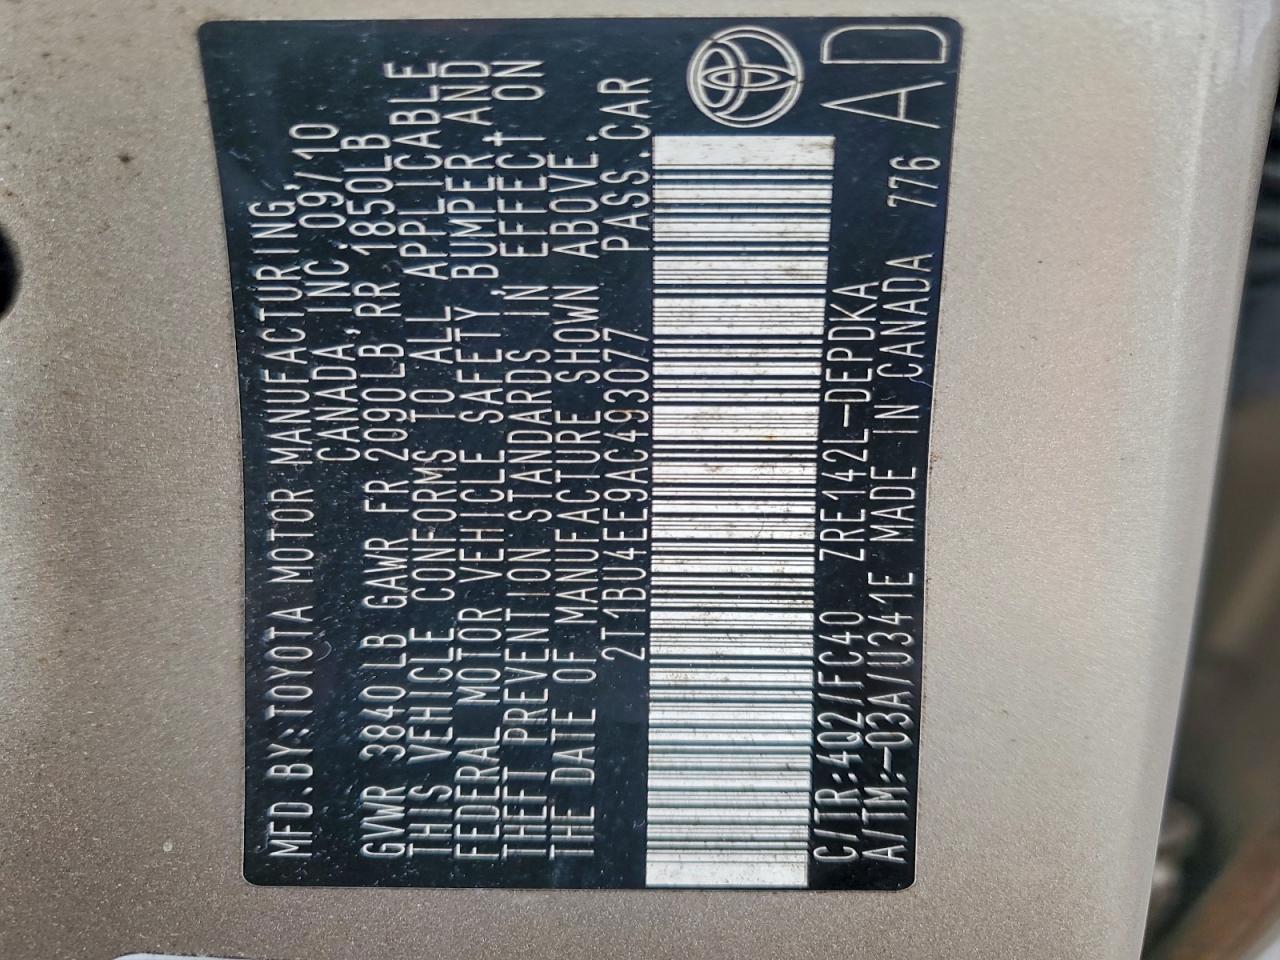 MFD.BY:TOYOTA MOTOR MANUFACTURING,
CANADA, INC. 09/10
GVWR 3840LB GAWR FR 2090LB RR 1850LB
THIS VEHICLE CONFORMS TO ALL APPLICABLE
FEDERAL MOTOR VEHICLE SAFETY, BUMPER, AND
THEFT PREVENTION STANDARDS IN EFFECT ON
THE DATE OF MANUFACTURE SHOWN ABOVE.
2T1BU4EE9AC493077 PASS.CAR
C/TR:4Q2/FC40 ZRE142L-DEPDKA
A/TM:-03A/U341E MADE IN CANADA 776
AD